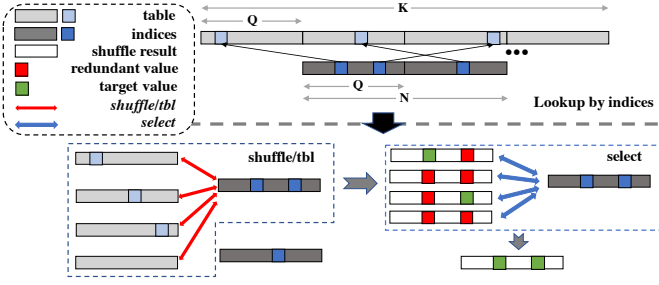 table
indices
shuffle result
redundant value
target value
shuffle/tbl
select
K
Q
Q
N
Lookup by indices
shuffle/tbl
select